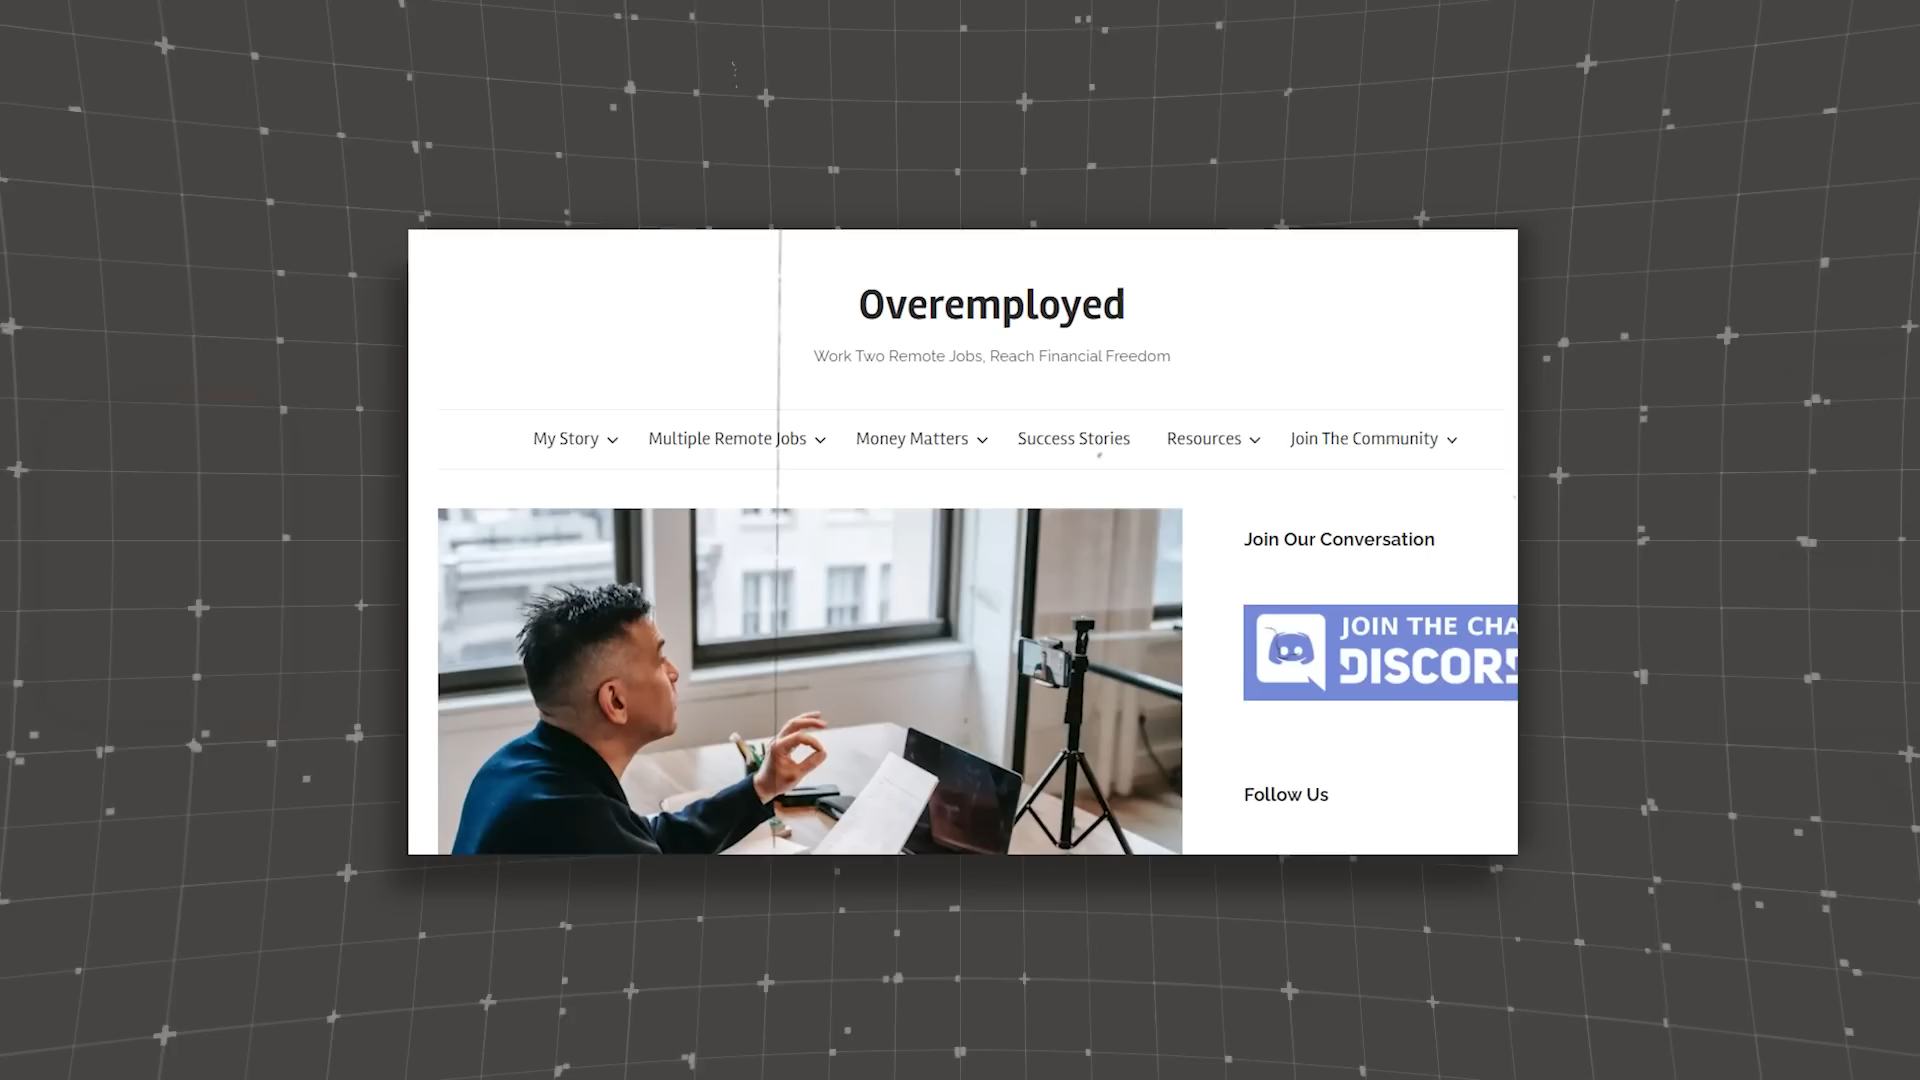 Overemployed
Work Two Remote Jobs, Reach Financial Freedom
My Story Multiple Remote Jobs Money Matters Success Stories Resources Join The Community
Join Our Conversation
JOIN THE CHA
DISCORD
Follow Us